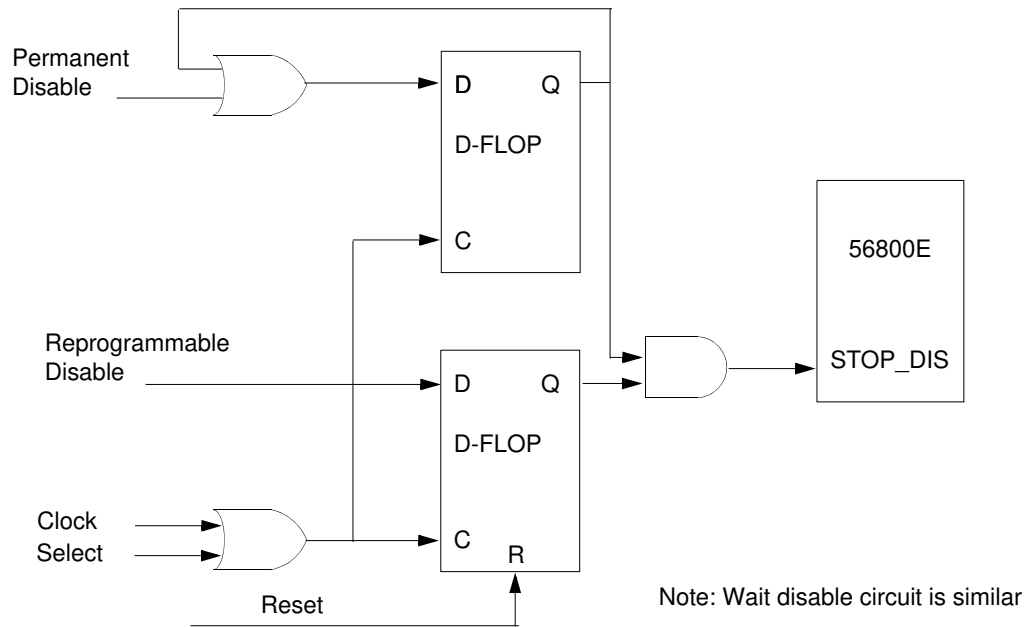 Permanent
Disable
D
Q
D-FLOP
C
56800E
STOP_DIS
Reprogrammable
Disable
D
Q
D-FLOP
C
R
Clock
Select
Reset
Note: Wait disable circuit is similar